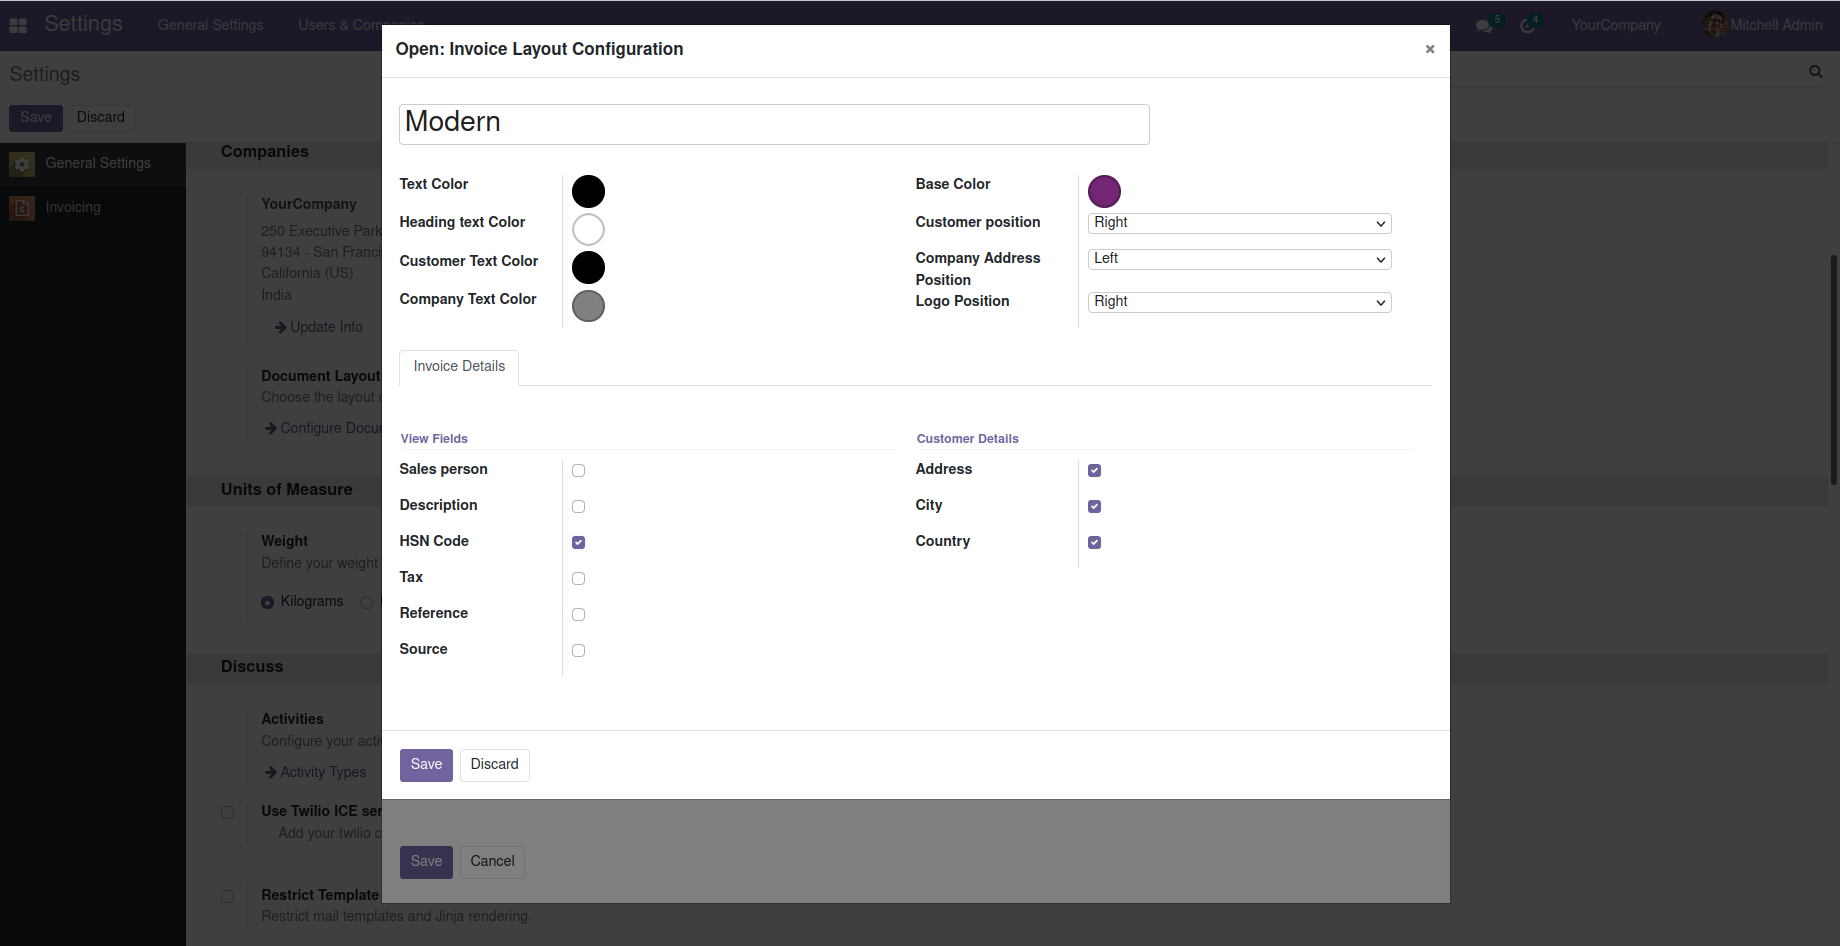 Settings
General Settings
Users & Companies
5
4
YourCompany
Mitchell Admin
Settings
Save
Discard
General Settings
Invoicing
Companies
YourCompany
250 Executive Park
94134 - San Franci
California (US)
India
Update Info
Document Layout
Choose the layout
Configure Docu
Units of Measure
Weight
Define your weight
Kilograms
Discuss
Activities
Configure your acti
Activity Types
Use Twilio ICE ser
Add your twilio c
Restrict Template
Restrict mail templates and Jinja rendering.
Open: Invoice Layout Configuration
×
Modern
Text Color
Heading text Color
Customer Text Color
Company Text Color
Base Color
Customer position
Right
Company Address
Position
Left
Logo Position
Right
Invoice Details
View Fields
Sales person
Description
HSN Code
Tax
Reference
Source
Customer Details
Address
City
Country
Save
Discard
Save
Cancel